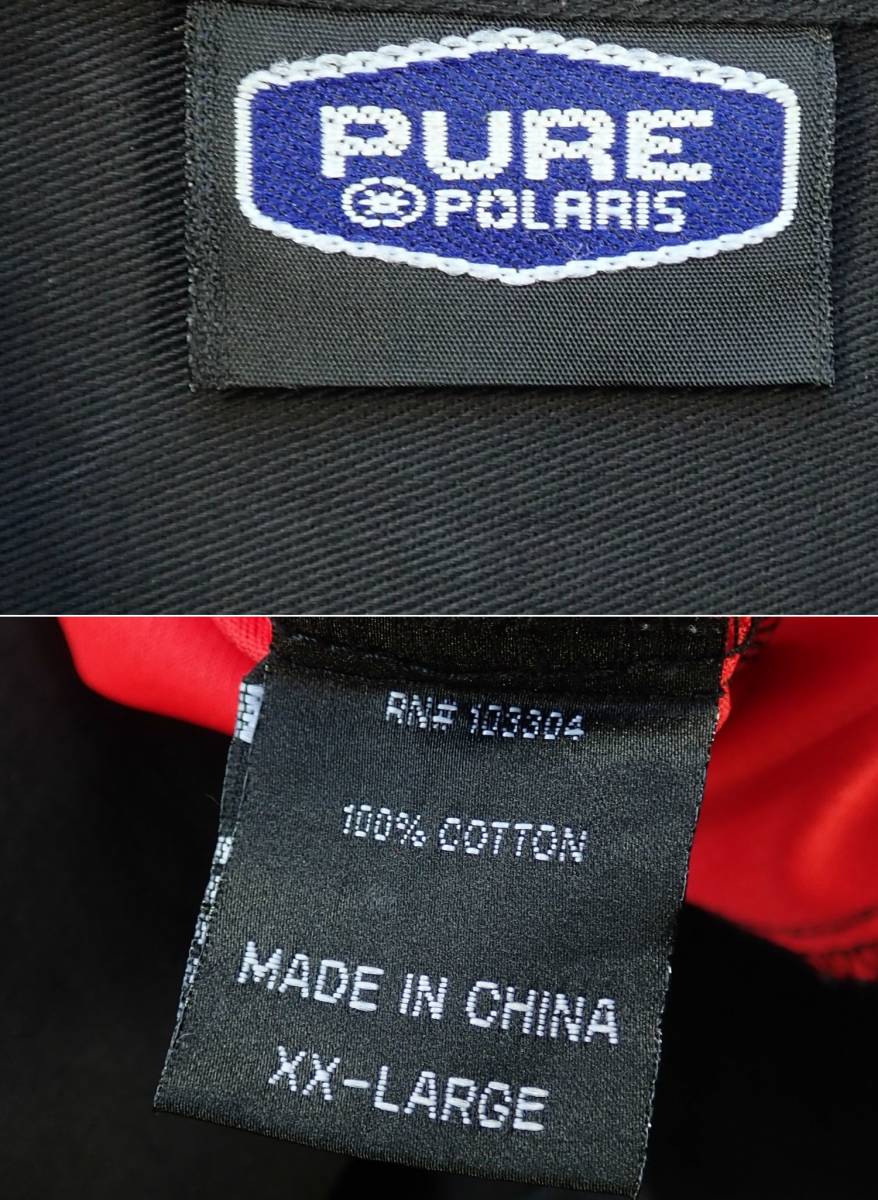 PURE
POLARIS
RN# 103304
100% COTTON
MADE IN CHINA
XX-LARGE